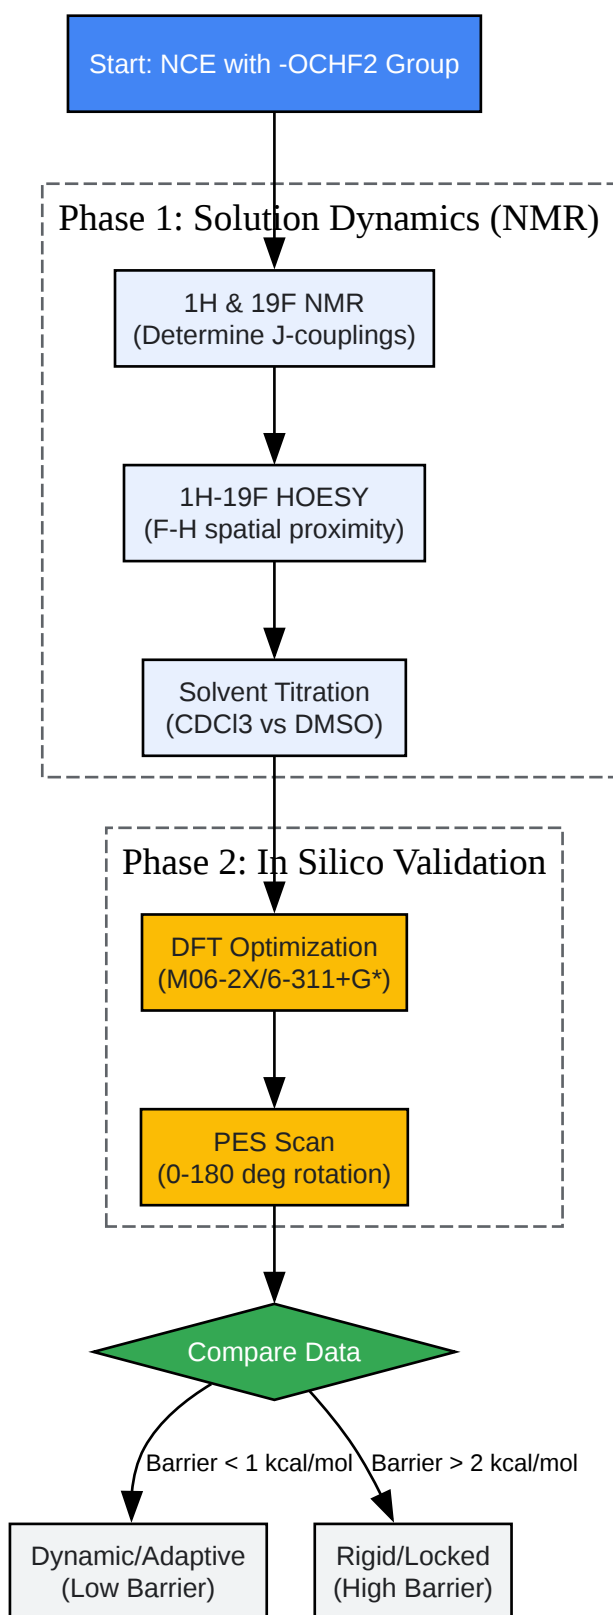 Start: NCE with -OCHF2 Group
Phase 1: Solution Dynamics (NMR)
1H & 19F NMR
(Determine J-couplings)
1H-19F HOESY
(F-H spatial proximity)
Solvent Titration
(CDCl3 vs DMSO)
Phase 2: In Silico Validation
DFT Optimization
(M06-2X/6-311+G*)
PES Scan
(0-180 deg rotation)
Compare Data
Barrier < 1 kcal/mol
Barrier > 2 kcal/mol
Dynamic/Adaptive
(Low Barrier)
Rigid/Locked
(High Barrier)